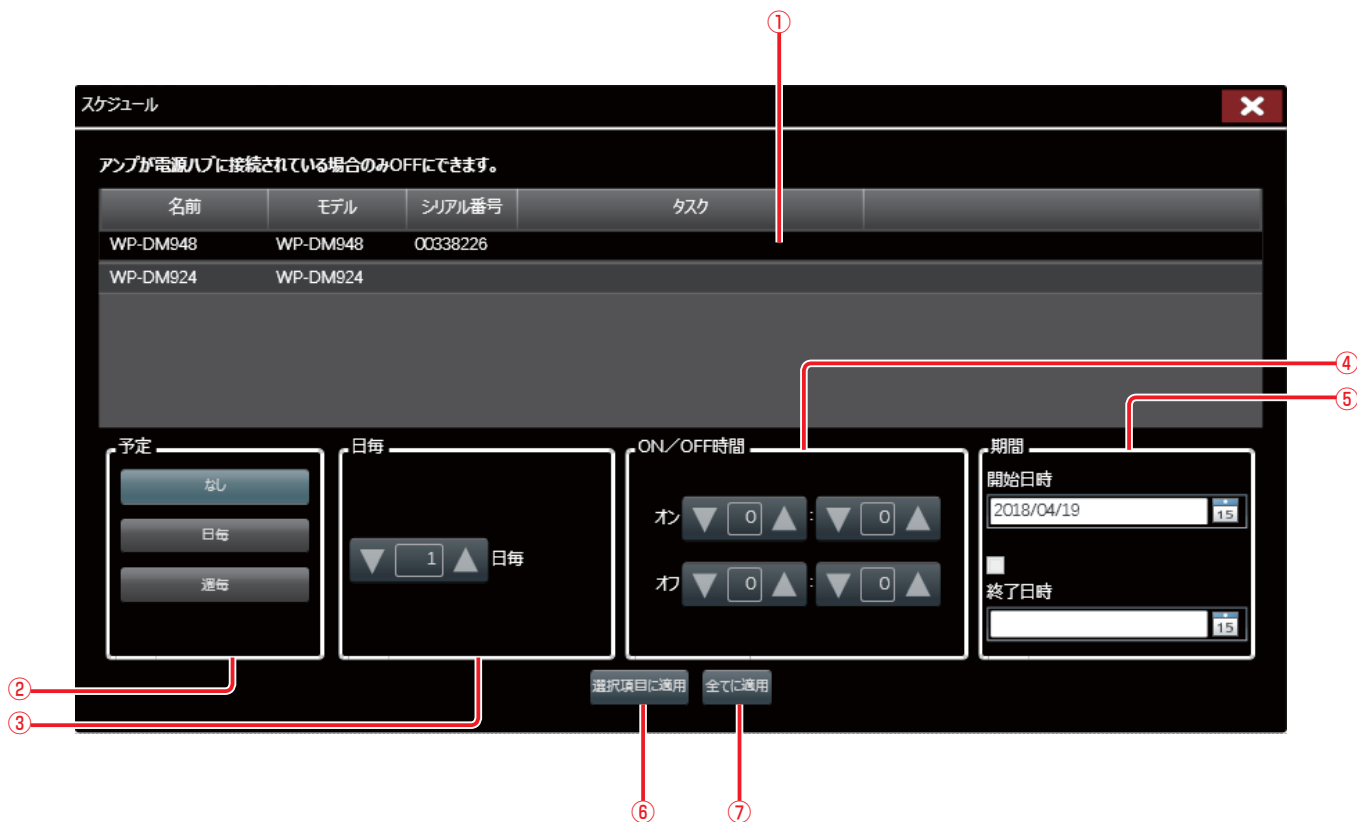 ①
スケジュール
アンプが電源ハブに接続されている場合のみOFFにできます。
名前 モデル シリアル番号 タスク
WP-DM948 WP-DM948 00338226
WP-DM924 WP-DM924
④
⑤
予定
なし
日毎
週毎
日毎
1 日毎
ON/OFF時間
オン 0 : 0
オフ 0 : 0
期間
開始日時
2018/04/19 15
終了日時
15
②
③
選択項目に適用 全てに適用
⑥ ⑦